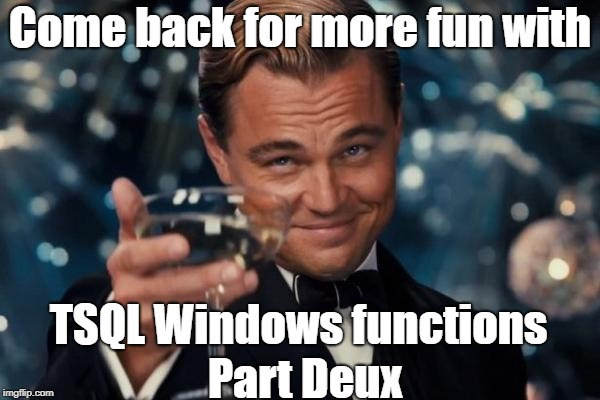 Come back for more fun with
TSQL Windows functions
Part Deux
imgflip.com